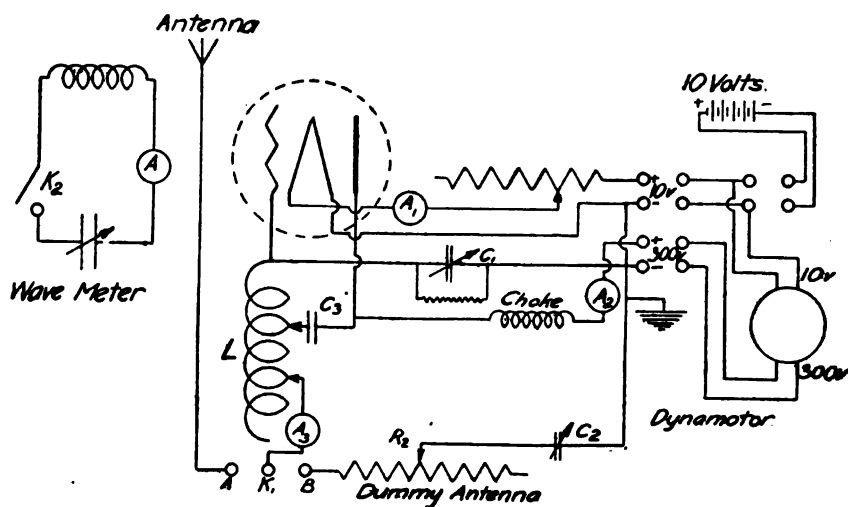 Antenna
10 Volts.
+ -
A
K2
A1
+
10v
-
+
300v
-
C1
Wave Meter
C3
Choke
A2
10v
L
300v
Dynamotor
A3
R2
C2
A K1 B
Dummy Antenna